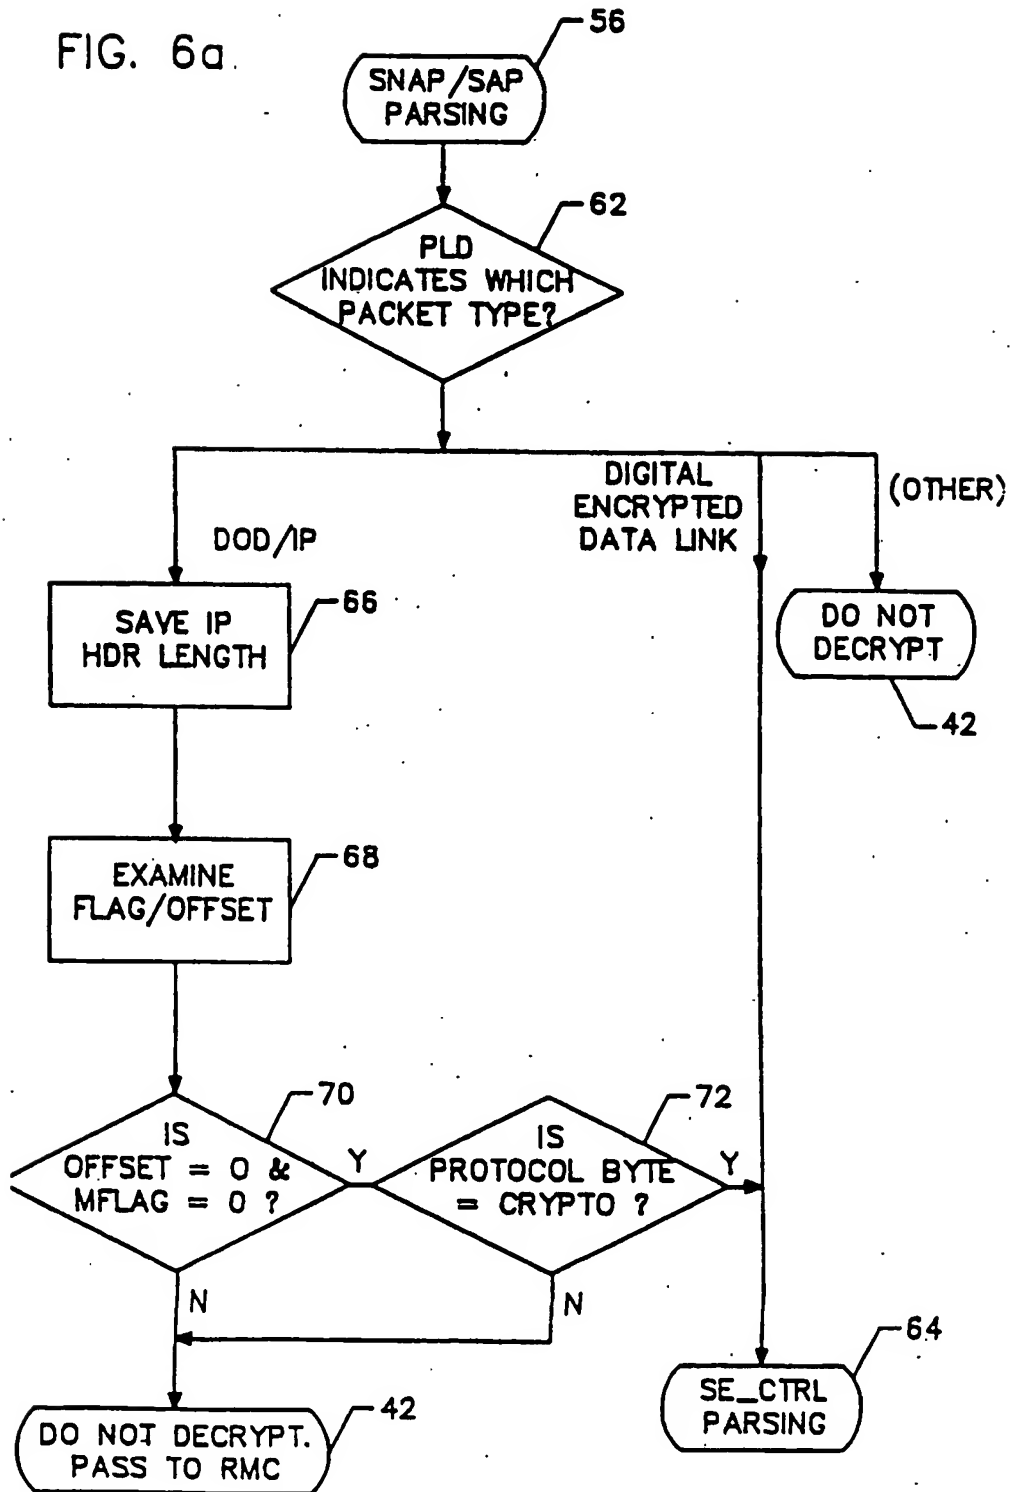 FIG. 6a.
56
SNAP/SAP
PARSING
62
PLD
INDICATES WHICH
PACKET TYPE?
DIGITAL
ENCRYPTED
DATA LINK
(OTHER)
DOD/IP
66
SAVE IP
HDR LENGTH
DO NOT
DECRYPT
42
68
EXAMINE
FLAG/OFFSET
70
IS
OFFSET = 0 &
MFLAG = 0 ?
Y
72
IS
PROTOCOL BYTE
= CRYPTO ?
Y
N
N
64
SE_CTRL
PARSING
42
DO NOT DECRYPT.
PASS TO RMC